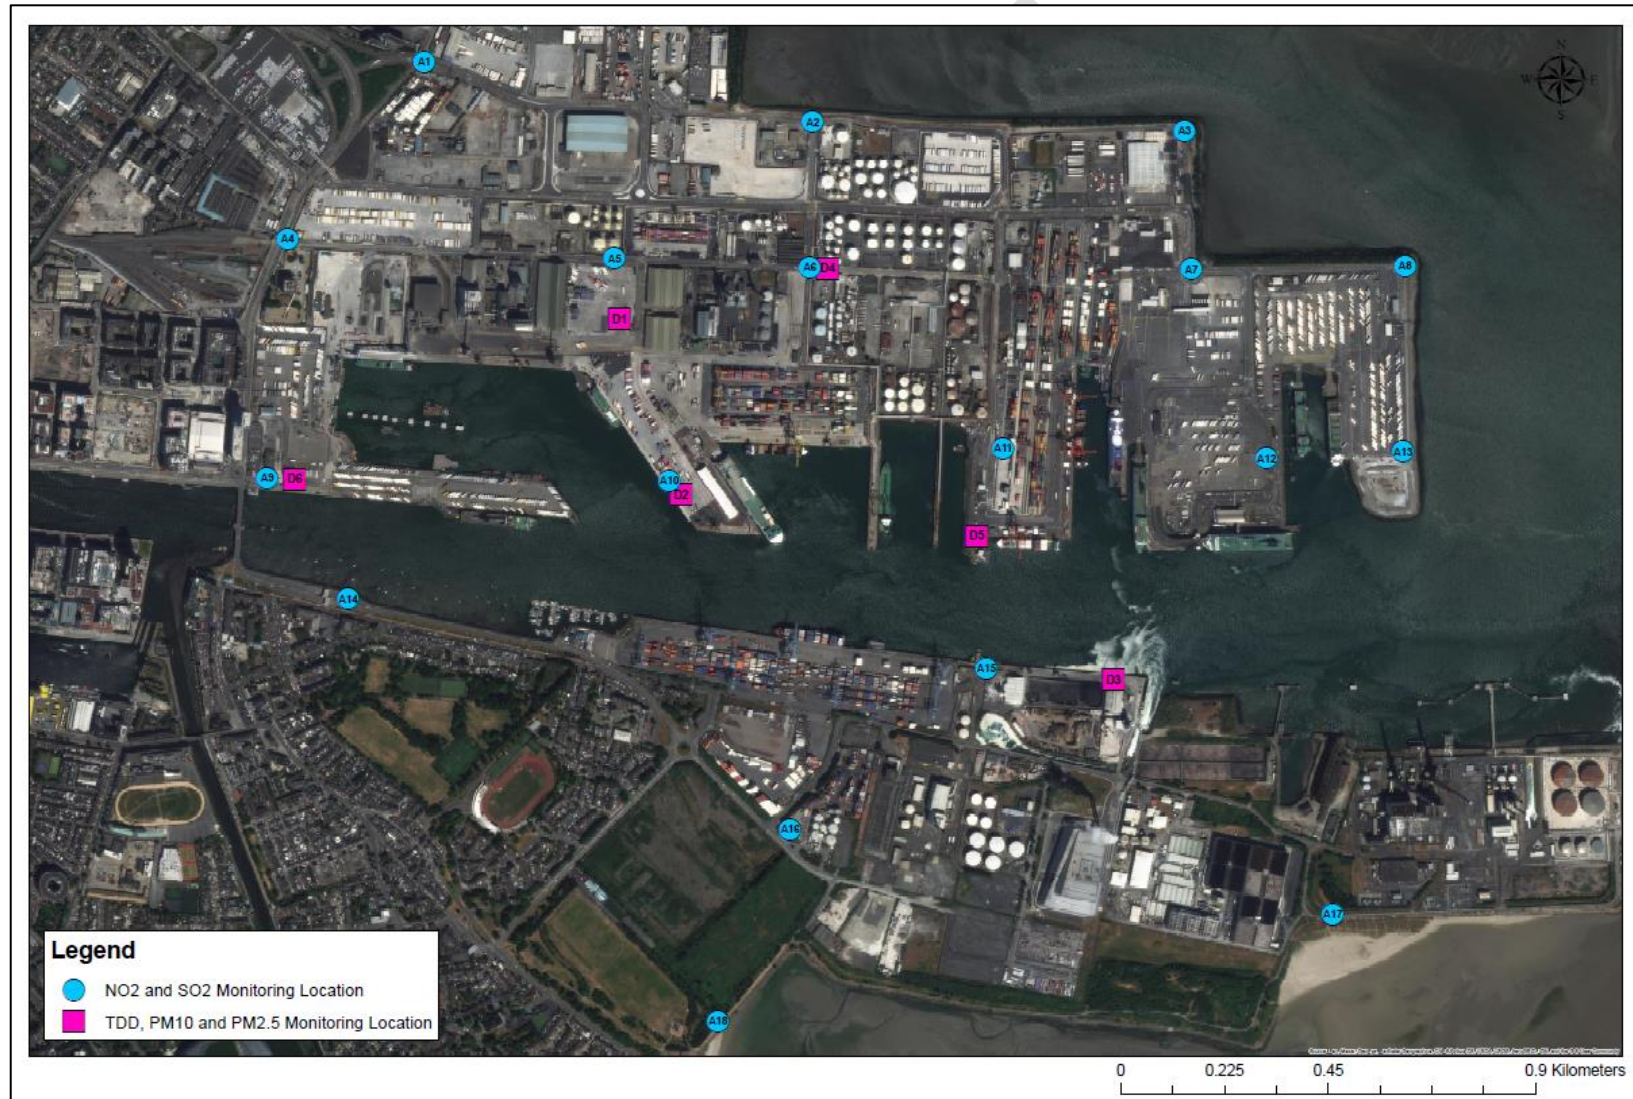 N
W E
S
A1
A2
A3
A4
A5
A6
D4
A7
A8
D1
A9
D6
A10
D2
A11
A12
A13
D5
A14
A15
D3
A16
A17
A18
Legend
NO2 and SO2 Monitoring Location
TDD, PM10 and PM2.5 Monitoring Location
0 0.225 0.45 0.9 Kilometers